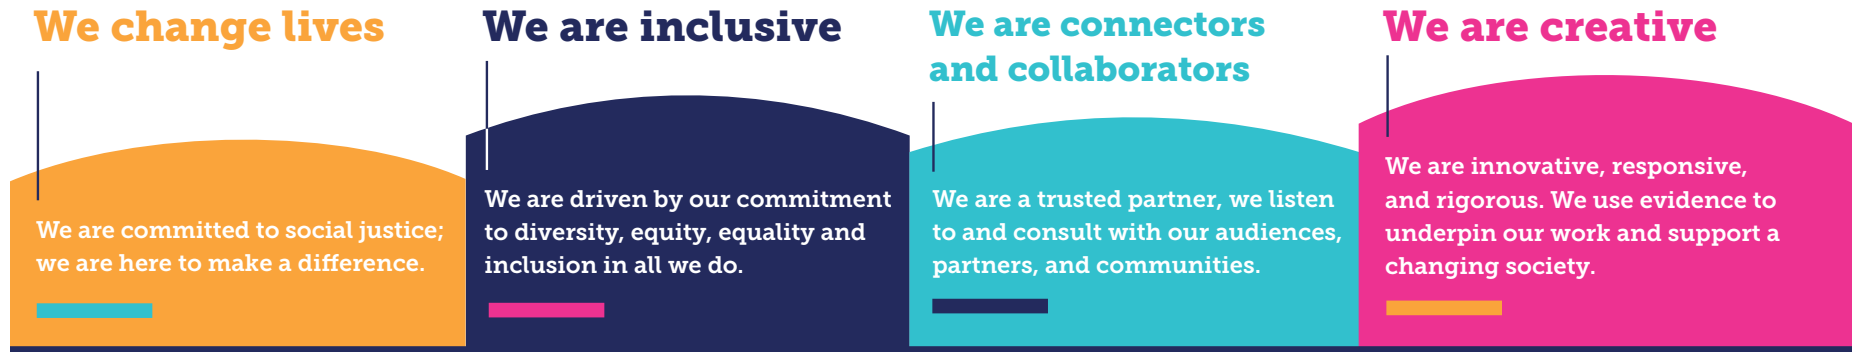 We change lives
We are committed to social justice;
we are here to make a difference.
We are inclusive
We are driven by our commitment
to diversity, equity, equality and
inclusion in all we do.
We are connectors
and collaborators
We are a trusted partner, we listen
to and consult with our audiences,
partners, and communities.
We are creative
We are innovative, responsive,
and rigorous. We use evidence to
underpin our work and support a
changing society.